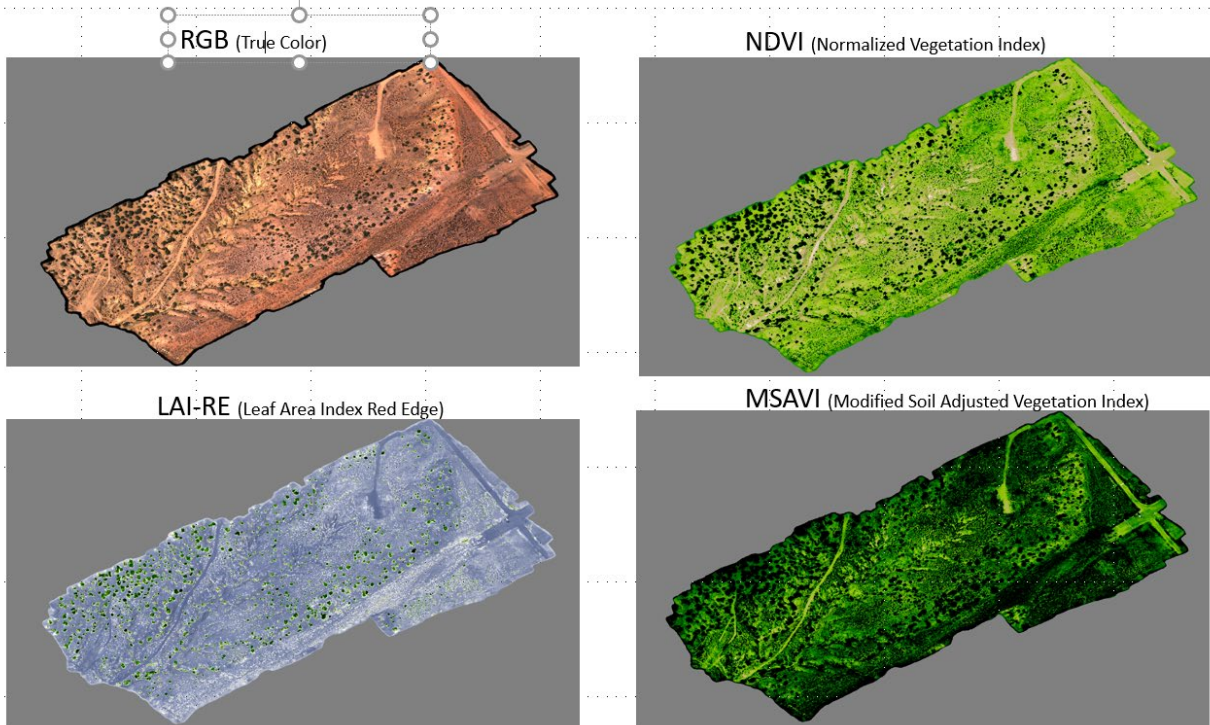 RGB (True Color)
NDVI (Normalized Vegetation Index)
LAI-RE (Leaf Area Index Red Edge)
MSAVI (Modified Soil Adjusted Vegetation Index)